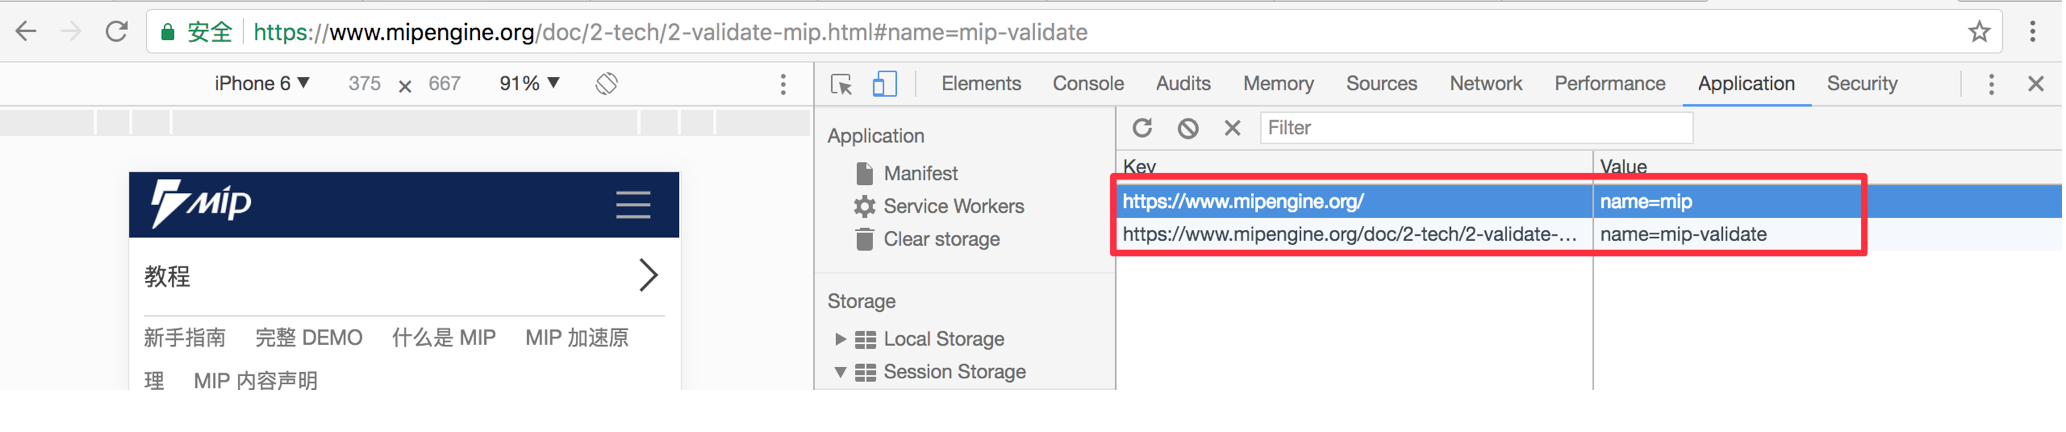 安全 https://www.mipengine.org/doc/2-tech/2-validate-mip.html#name=mip-validate
iPhone 6 ▼ 375 × 667 91% ▼
Elements Console Audits Memory Sources Network Performance Application Security
Application
Manifest
Service Workers
Clear storage
Storage
Local Storage
Session Storage
Filter
Key Value
https://www.mipengine.org/ name=mip
https://www.mipengine.org/doc/2-tech/2-validate-... name=mip-validate
MIP
教程
新手指南 完整 DEMO 什么是 MIP MIP 加速原
理 MIP 内容声明